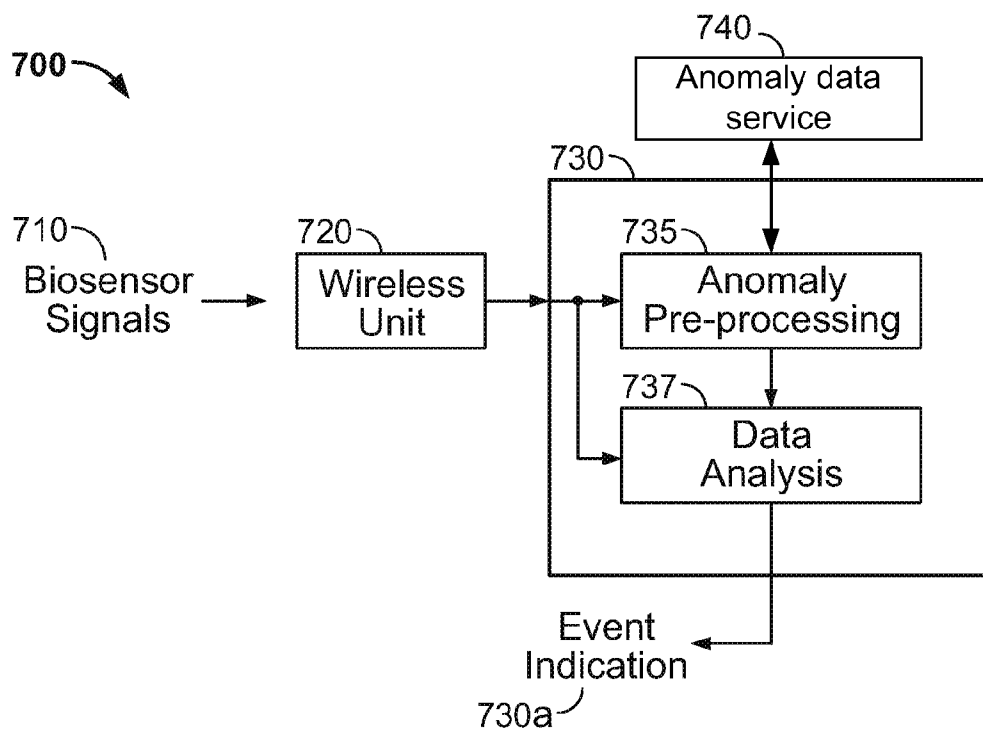 740
700
Anomaly data
service
730
710
720
735
Biosensor
Signals
Wireless
Unit
Anomaly
Pre-processing
737
Data
Analysis
Event
Indication
730a